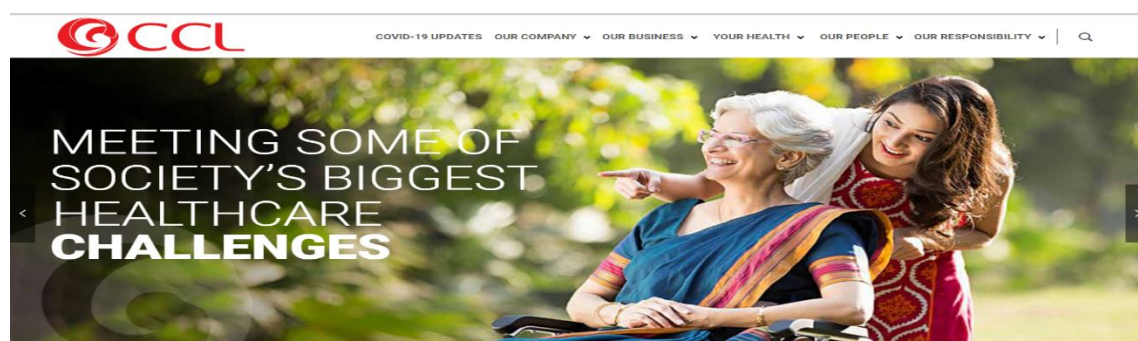 CCL
COVID-19 UPDATES OUR COMPANY OUR BUSINESS YOUR HEALTH OUR PEOPLE OUR RESPONSIBILITY
MEETING SOME OF
SOCIETY'S BIGGEST
HEALTHCARE
CHALLENGES